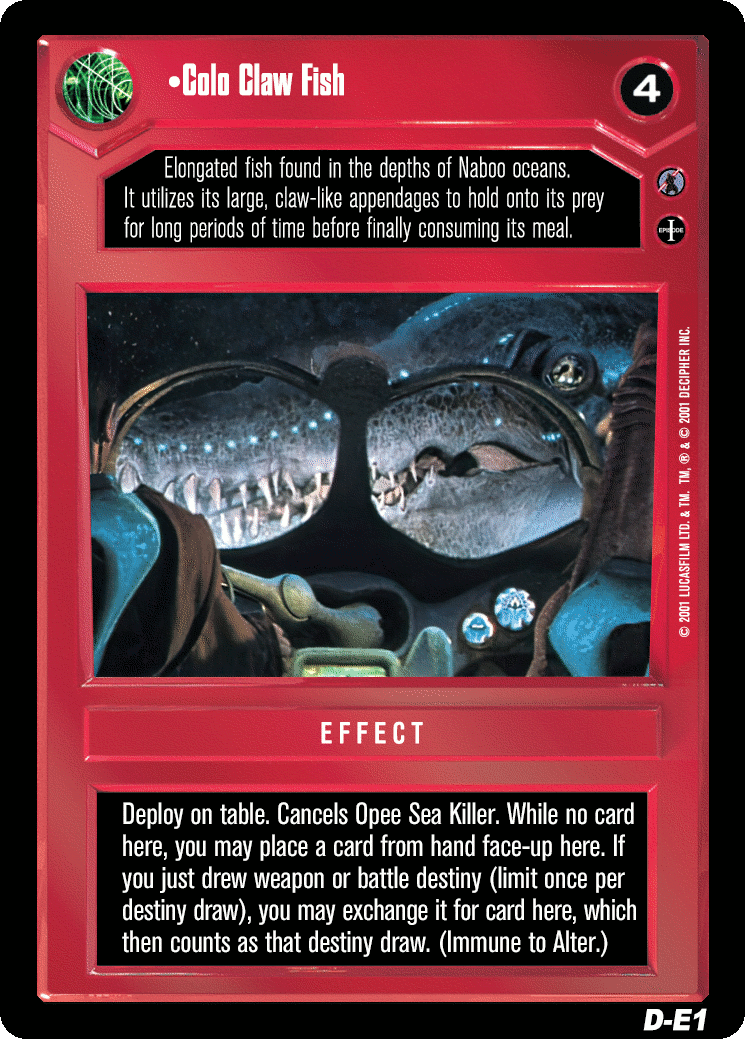 •Colo Claw Fish
4
Elongated fish found in the depths of Naboo oceans.
It utilizes its large, claw-like appendages to hold onto its prey
for long periods of time before finally consuming its meal.
EPISODE
I
© 2001 LUCASFILM LTD. & TM. TM, ® & © 2001 DECIPHER INC.
EFFECT
Deploy on table. Cancels Opee Sea Killer. While no card
here, you may place a card from hand face-up here. If
you just drew weapon or battle destiny (limit once per
destiny draw), you may exchange it for card here, which
then counts as that destiny draw. (Immune to Alter.)
D-E1